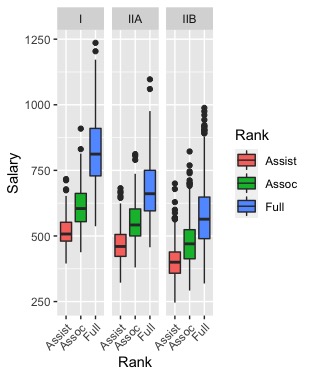 I IIA IIB
1250
1000
750
500
250
Salary
Assist Assoc Full Assist Assoc Full Assist Assoc Full
Rank
Rank
Assist
Assoc
Full